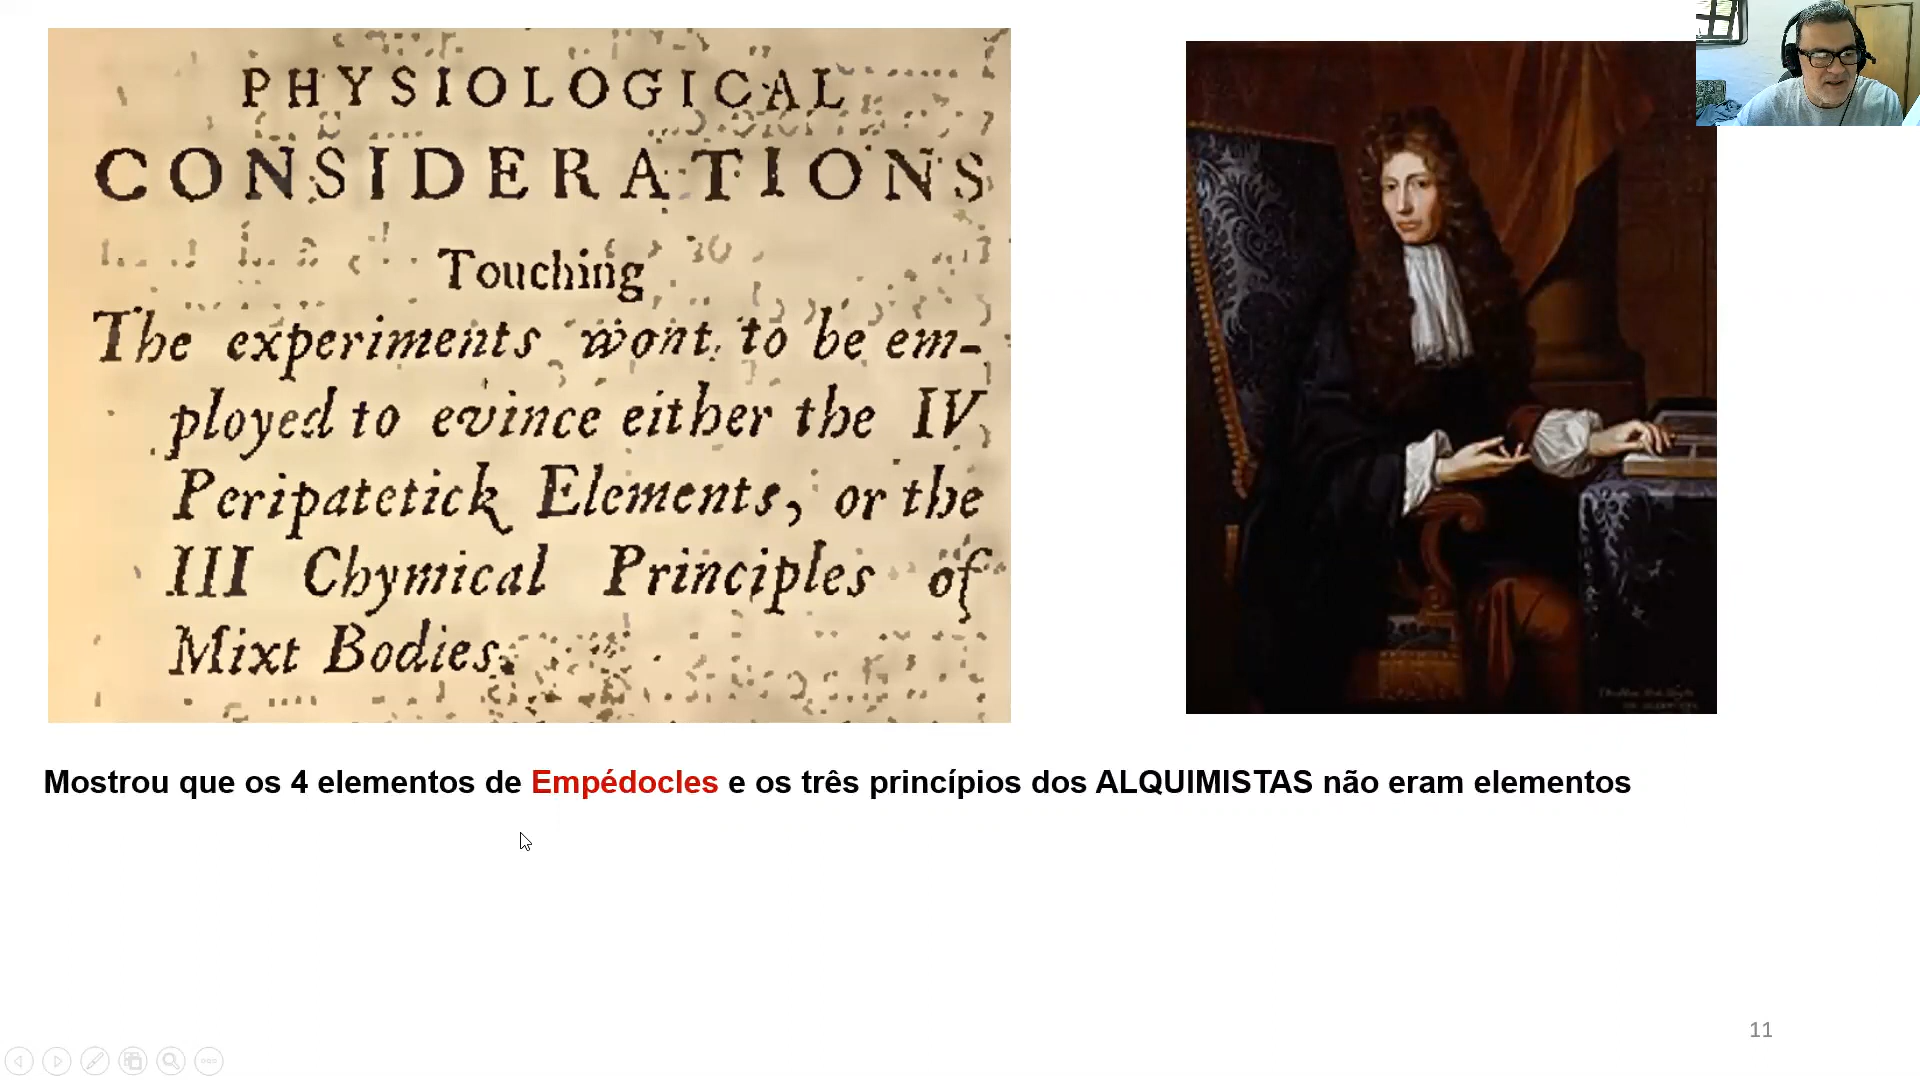 PHYSIOLOGICAL
CONSIDERATIONS
Touching
The experiments wont to be em-
ployed to evince either the IV
Peripatetick Elements, or the
III Chymical Principles of
Mixt Bodies.
Mostrou que os 4 elementos de Empédocles e os três princípios dos ALQUIMISTAS não eram elementos
11